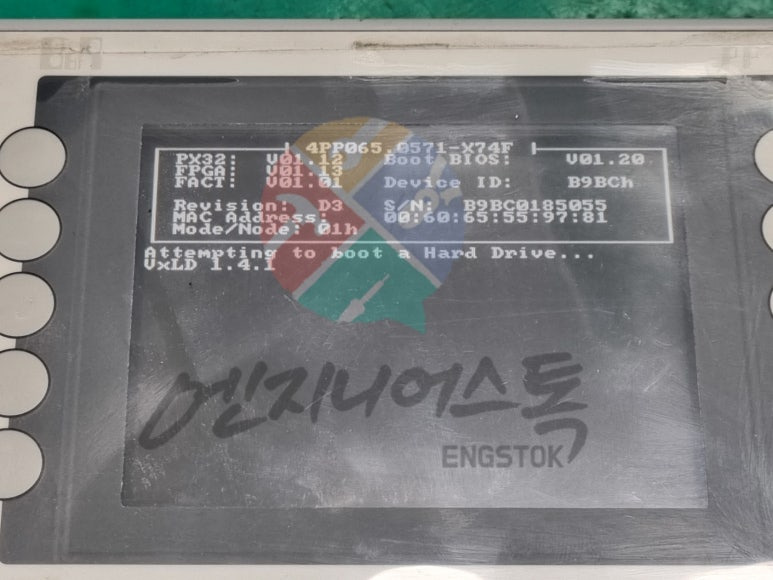 4PP065.0571-X74F
PX32: V01.12 Boot BIOS: V01.20
FPGA: V01.13
FACT: V01.01 Device ID: B9BCh
Revision: D3 S/N: B9BC0185055
MAC Address: 00:60:65:55:97:81
Mode/Node: 01h
Attempting to boot a Hard Drive...
VxLD 1.4.1
엔지니어스톡
ENGSTOK